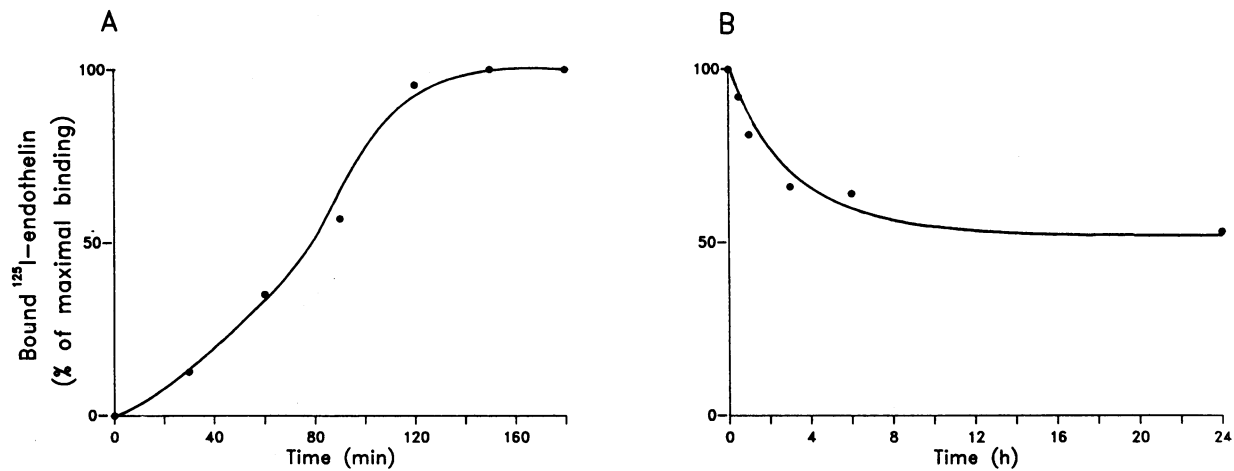 A
B
Bound ¹²⁵I–endothelin
(% of maximal binding)
100
50
0
0 40 80 120 160
Time (min)
100
50
0
0 4 8 12 16 20 24
Time (h)